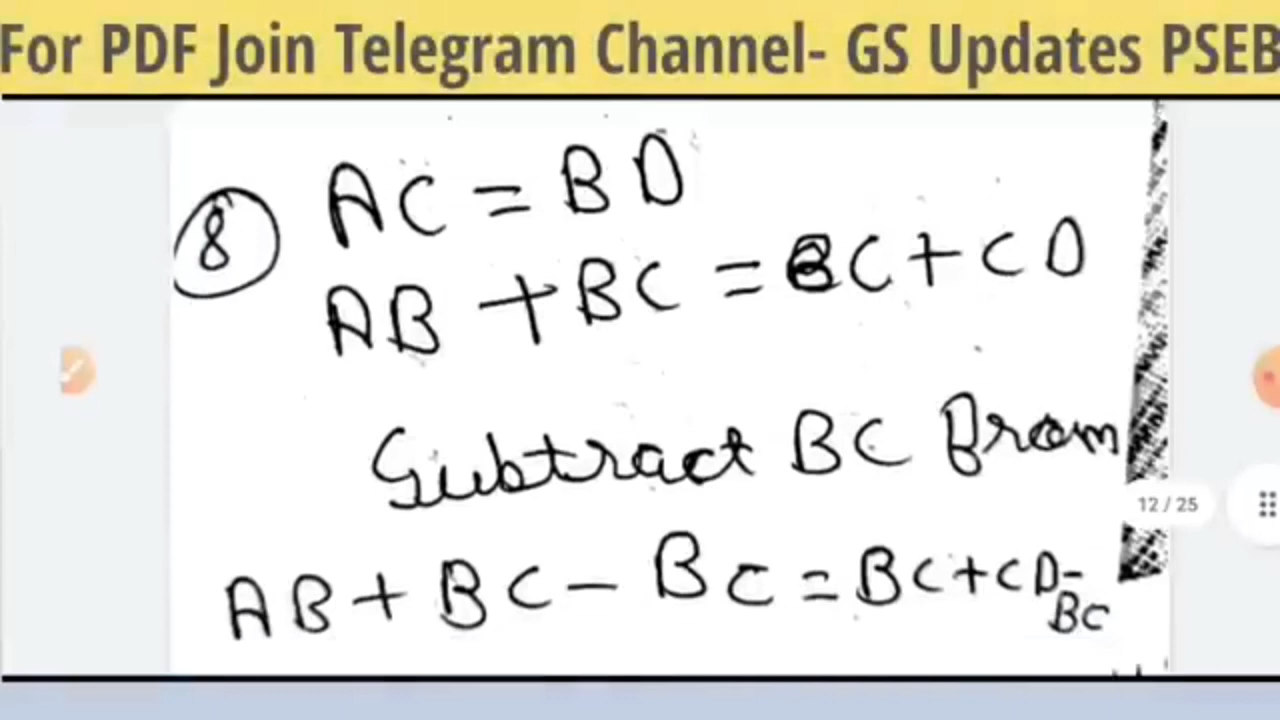 For PDF Join Telegram Channel- GS Updates PSEB
8 AC = BD
AB + BC = BC + CD
Subtract BC From
12 / 25
AB + BC - BC = BC + CD -
BC